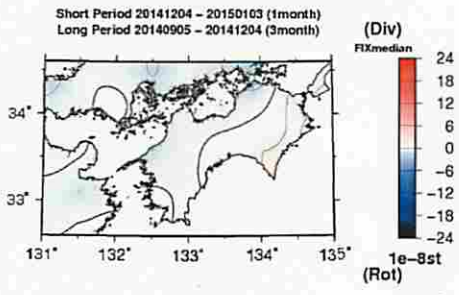 Short Period 20141204 – 20150103 (1month)
Long Period 20140905 – 20141204 (3month)
(Div)
FIXmedian
24
18
12
6
0
−6
−12
−18
−24
34°
33°
131° 132° 133° 134° 135°
1e−8st
(Rot)